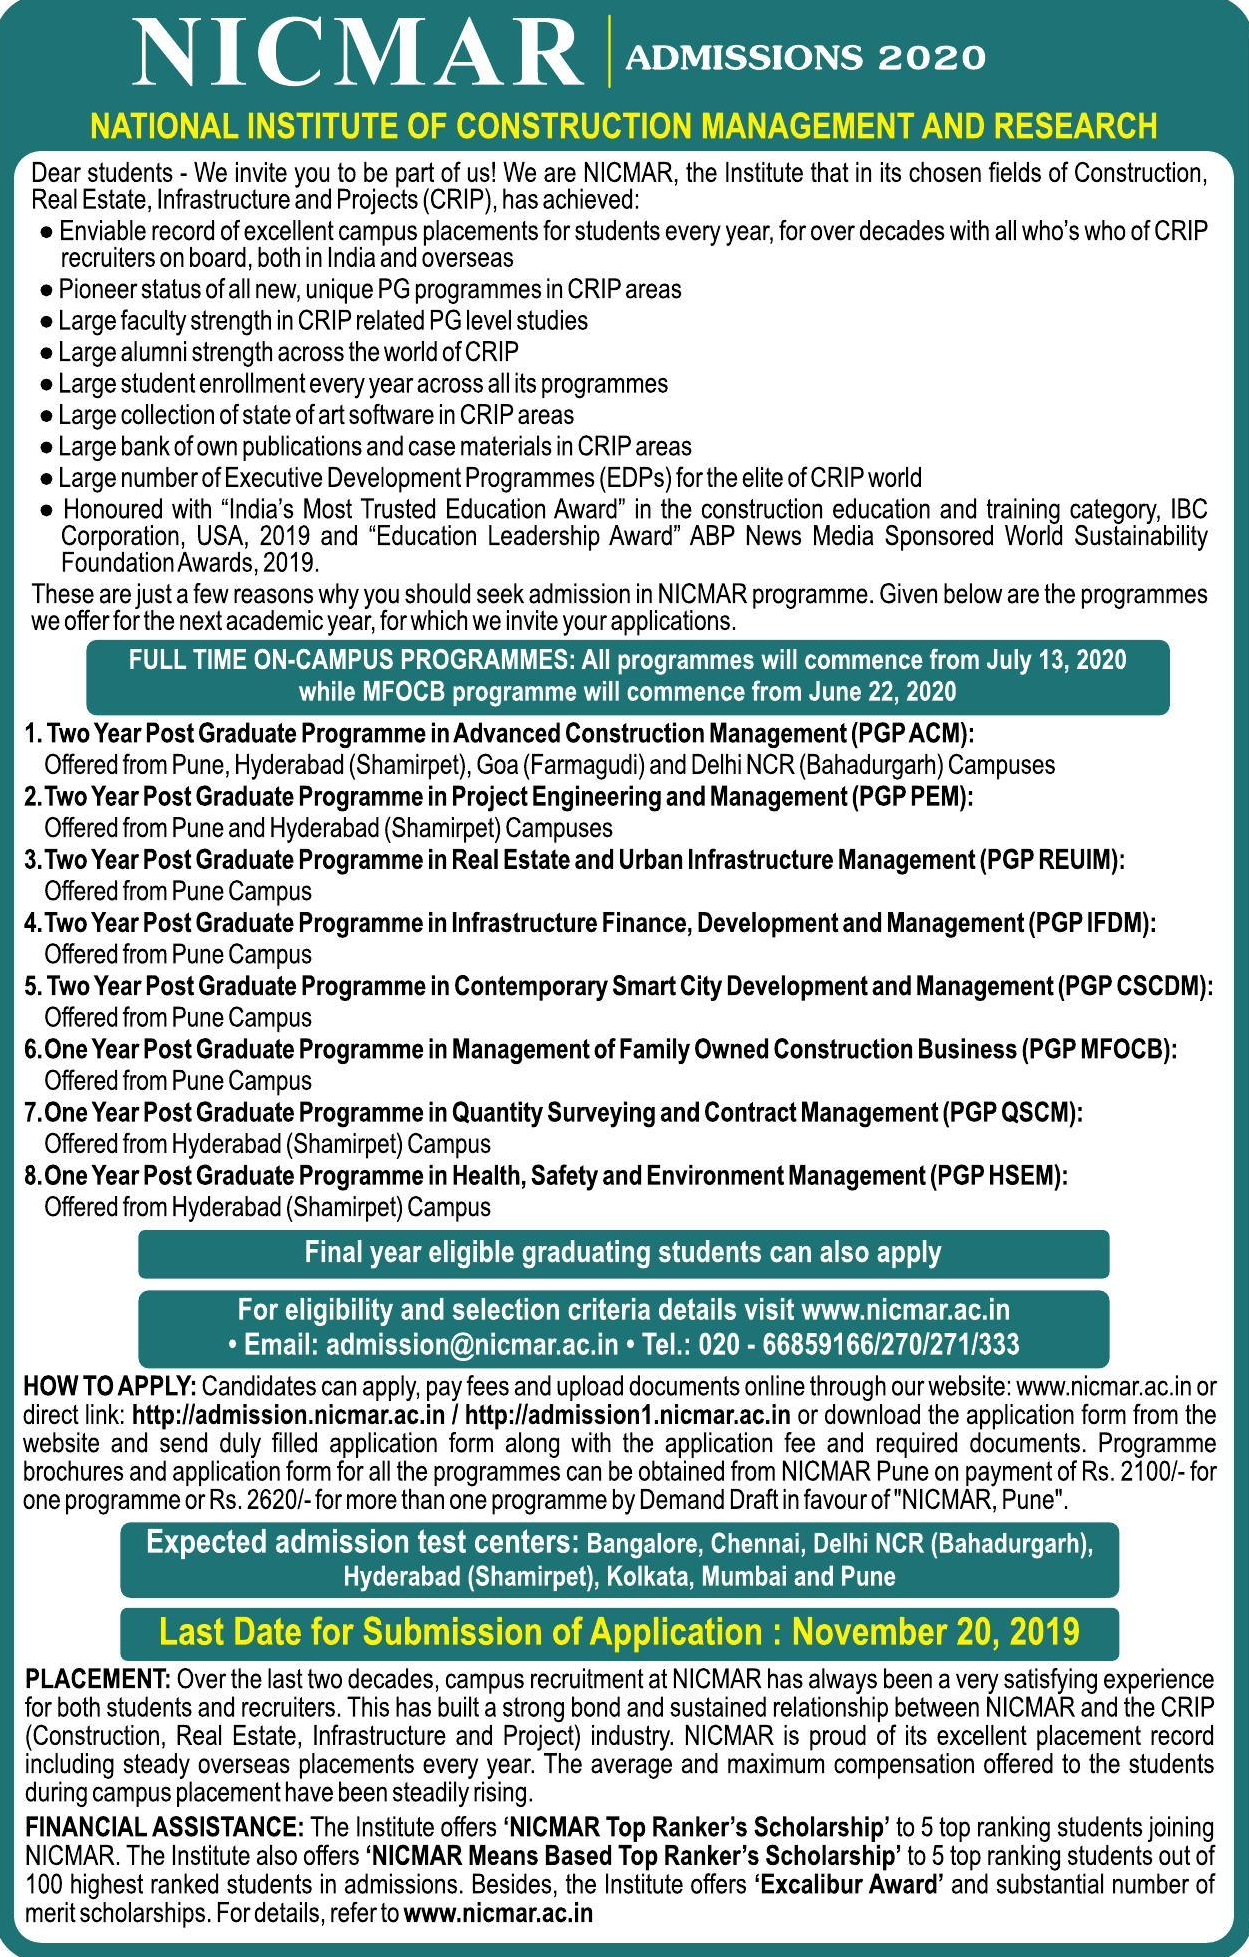 NICMAR | ADMISSIONS 2020
NATIONAL INSTITUTE OF CONSTRUCTION MANAGEMENT AND RESEARCH
Dear students - We invite you to be part of us! We are NICMAR, the Institute that in its chosen fields of Construction,
Real Estate, Infrastructure and Projects (CRIP), has achieved:
● Enviable record of excellent campus placements for students every year, for over decades with all who's who of CRIP
recruiters on board, both in India and overseas
● Pioneer status of all new, unique PG programmes in CRIP areas
● Large faculty strength in CRIP related PG level studies
● Large alumni strength across the world of CRIP
● Large student enrollment every year across all its programmes
● Large collection of state of art software in CRIP areas
● Large bank of own publications and case materials in CRIP areas
● Large number of Executive Development Programmes (EDPs) for the elite of CRIP world
● Honoured with “India's Most Trusted Education Award” in the construction education and training category, IBC
Corporation, USA, 2019 and “Education Leadership Award” ABP News Media Sponsored World Sustainability
Foundation Awards, 2019.
These are just a few reasons why you should seek admission in NICMAR programme. Given below are the programmes
we offer for the next academic year, for which we invite your applications.
FULL TIME ON-CAMPUS PROGRAMMES: All programmes will commence from July 13, 2020
while MFOCB programme will commence from June 22, 2020
1. Two Year Post Graduate Programme in Advanced Construction Management (PGP ACM):
Offered from Pune, Hyderabad (Shamirpet), Goa (Farmagudi) and Delhi NCR (Bahadurgarh) Campuses
2. Two Year Post Graduate Programme in Project Engineering and Management (PGP PEM):
Offered from Pune and Hyderabad (Shamirpet) Campuses
3. Two Year Post Graduate Programme in Real Estate and Urban Infrastructure Management (PGP REUIM):
Offered from Pune Campus
4. Two Year Post Graduate Programme in Infrastructure Finance, Development and Management (PGP IFDM):
Offered from Pune Campus
5. Two Year Post Graduate Programme in Contemporary Smart City Development and Management (PGP CSCDM):
Offered from Pune Campus
6. One Year Post Graduate Programme in Management of Family Owned Construction Business (PGP MFOCB):
Offered from Pune Campus
7. One Year Post Graduate Programme in Quantity Surveying and Contract Management (PGP QSCM):
Offered from Hyderabad (Shamirpet) Campus
8. One Year Post Graduate Programme in Health, Safety and Environment Management (PGP HSEM):
Offered from Hyderabad (Shamirpet) Campus
Final year eligible graduating students can also apply
For eligibility and selection criteria details visit www.nicmar.ac.in
• Email: admission@nicmar.ac.in • Tel.: 020 - 66859166/270/271/333
HOW TO APPLY: Candidates can apply, pay fees and upload documents online through our website: www.nicmar.ac.in or
direct link: http://admission.nicmar.ac.in / http://admission1.nicmar.ac.in or download the application form from the
website and send duly filled application form along with the application fee and required documents. Programme
brochures and application form for all the programmes can be obtained from NICMAR Pune on payment of Rs. 2100/- for
one programme or Rs. 2620/- for more than one programme by Demand Draft in favour of "NICMAR, Pune".
Expected admission test centers: Bangalore, Chennai, Delhi NCR (Bahadurgarh),
Hyderabad (Shamirpet), Kolkata, Mumbai and Pune
Last Date for Submission of Application : November 20, 2019
PLACEMENT: Over the last two decades, campus recruitment at NICMAR has always been a very satisfying experience
for both students and recruiters. This has built a strong bond and sustained relationship between NICMAR and the CRIP
(Construction, Real Estate, Infrastructure and Project) industry. NICMAR is proud of its excellent placement record
including steady overseas placements every year. The average and maximum compensation offered to the students
during campus placement have been steadily rising.
FINANCIAL ASSISTANCE: The Institute offers ‘NICMAR Top Ranker's Scholarship’ to 5 top ranking students joining
NICMAR. The Institute also offers ‘NICMAR Means Based Top Ranker's Scholarship’ to 5 top ranking students out of
100 highest ranked students in admissions. Besides, the Institute offers ‘Excalibur Award’ and substantial number of
merit scholarships. For details, refer to www.nicmar.ac.in